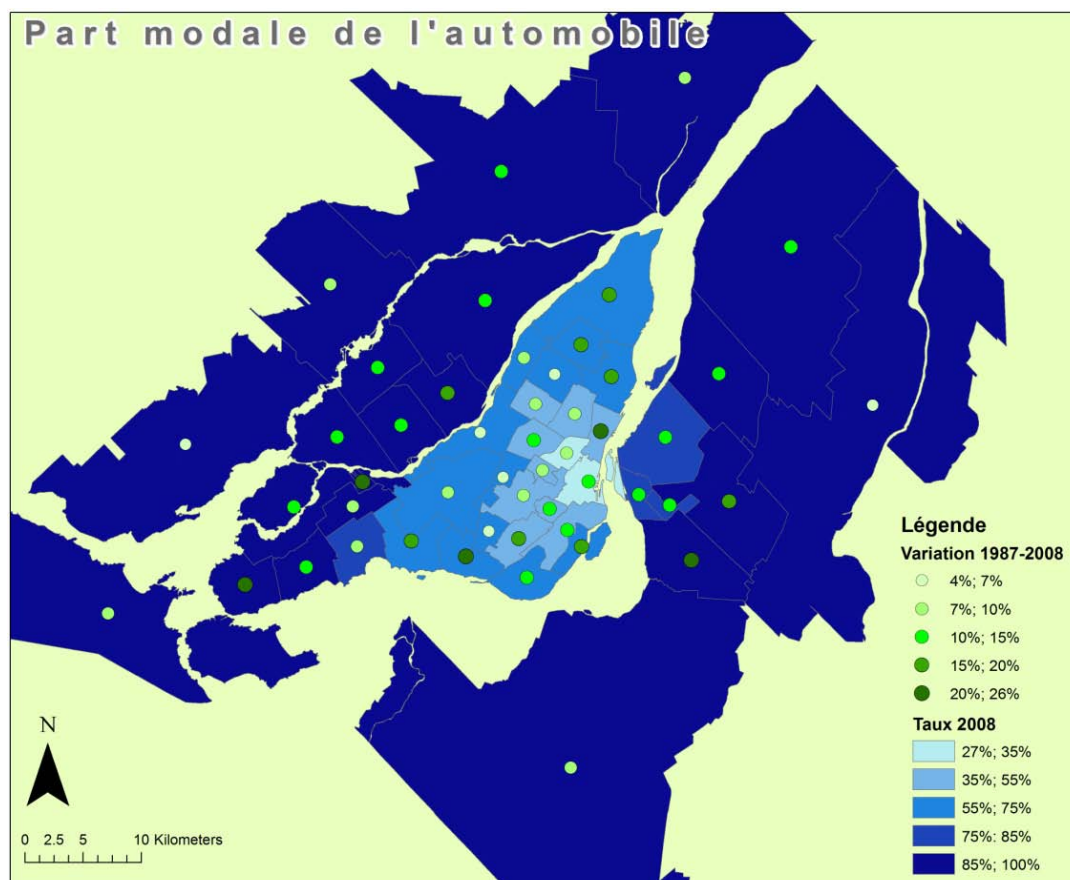 Part modale de l'automobile
Légende
Variation 1987-2008
4%; 7%
7%; 10%
10%; 15%
15%; 20%
20%; 26%
Taux 2008
27%; 35%
35%; 55%
55%; 75%
75%; 85%
85%; 100%
N
0 2.5 5 10 Kilometers